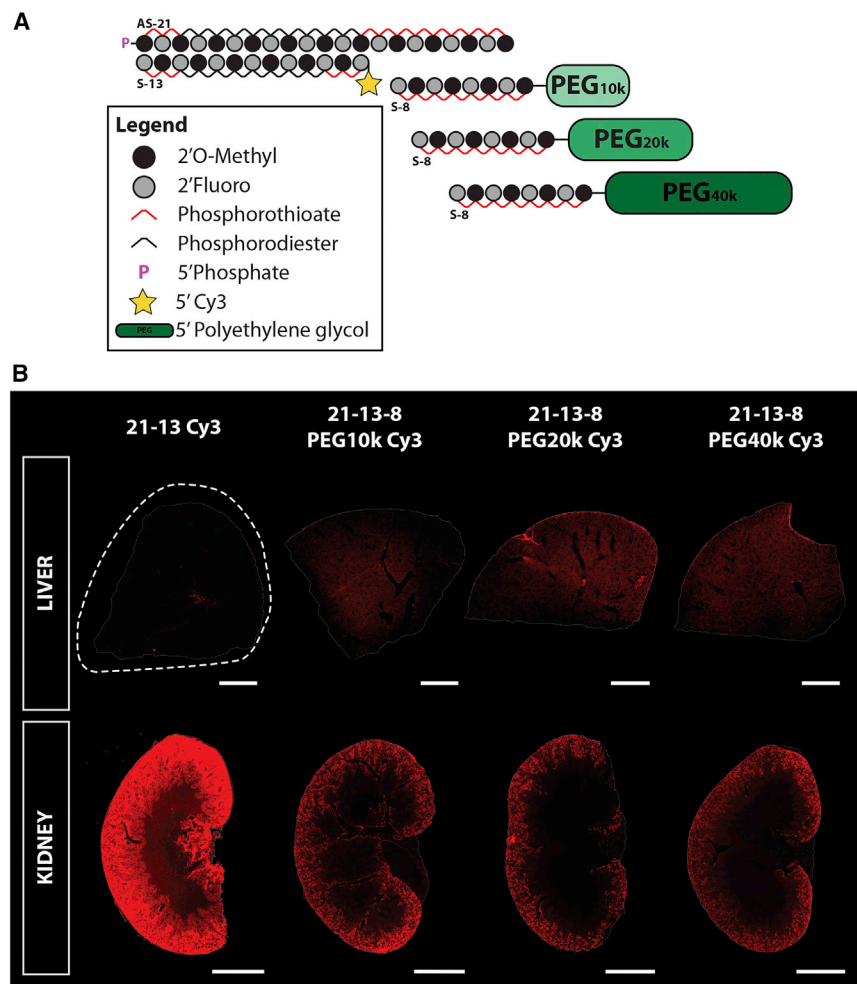 A
AS-21
P
S-13
S-8
PEG10k
S-8
PEG20k
S-8
PEG40k
Legend
2'O-Methyl
2'Fluoro
Phosphorothioate
Phosphorodiester
P 5'Phosphate
5' Cy3
PEG 5' Polyethylene glycol
B
21-13 Cy3
21-13-8
PEG10k Cy3
21-13-8
PEG20k Cy3
21-13-8
PEG40k Cy3
LIVER
KIDNEY